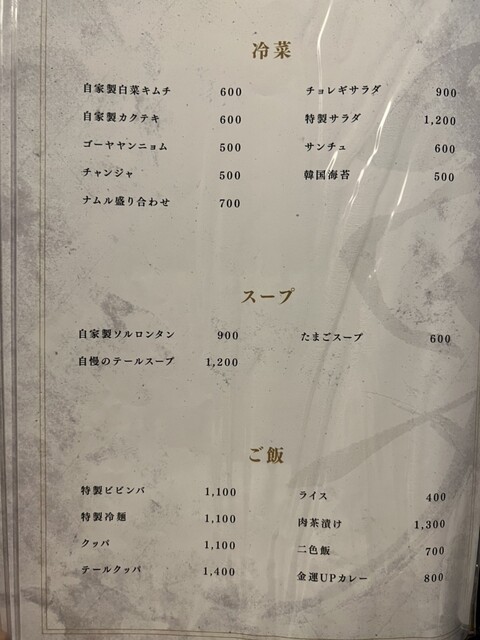 冷菜
自家製白菜キムチ 600 チョレギサラダ 900
自家製カクテキ 600 特製サラダ 1,200
ゴーヤヤンニョム 500 サンチュ 600
チャンジャ 500 韓国海苔 500
ナムル盛り合わせ 700
スープ
自家製ソルロンタン 900 たまごスープ 600
自慢のテールスープ 1,200
ご飯
特製ビビンバ 1,100 ライス 400
特製冷麺 1,100 肉茶漬け 1,300
クッパ 1,100 二色飯 700
テールクッパ 1,400 金運UPカレー 800